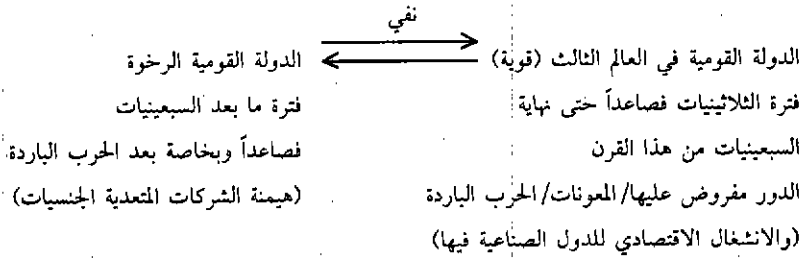 نفي
الدولة القومية في العالم الثالث (قوية) الدولة القومية الرخوة
فترة الثلاثينيات فصاعداً حتى نهاية فترة ما بعد السبعينيات
السبعينيات من هذا القرن فصاعداً وبخاصة بعد الحرب الباردة
الدور مفروض عليها/المعونات/الحرب الباردة (هيمنة الشركات المتعدية الجنسيات)
(والانشغال الاقتصادي للدول الصناعية فيها)